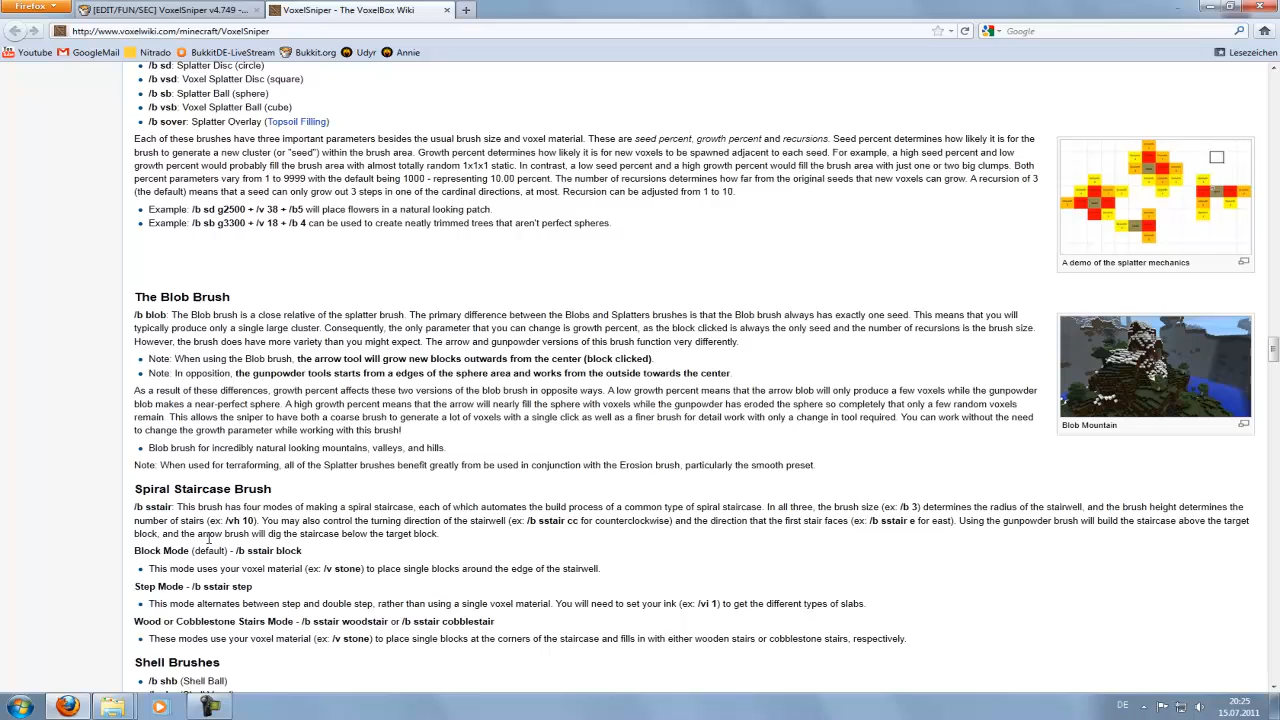 Firefox
[EDIT/FUN/SEC] VoxelSniper v4.749 -...
VoxelSniper - The VoxelBox Wiki
http://www.voxelwiki.com/minecraft/VoxelSniper
Google
Youtube GoogleMail Nitrado BukkitDE-LiveStream Bukkit.org Udyr Annie
Lesezeichen
/b sd: Splatter Disc (circle)
/b vsd: Voxel Splatter Disc (square)
/b sb: Splatter Ball (sphere)
/b vsb: Voxel Splatter Ball (cube)
/b sover: Splatter Overlay (Topsoil Filling)
Each of these brushes have three important parameters besides the usual brush size and voxel material. These are seed percent, growth percent and recursions. Seed percent determines how likely it is for the
brush to generate a new cluster (or "seed") within the brush area. Growth percent determines how likely it is for new voxels to be spawned adjacent to each seed. For example, a high seed percent and low
growth percent would probably fill the brush area with almost totally random 1x1x1 static. In contrast, a low seed percent and a high growth percent would fill the brush area with just one or two big clumps. Both
percent parameters vary from 1 to 9999 with the default being 1000 - representing 10.00 percent. The number of recursions determines how far from the original seeds that new voxels can grow. A recursion of 3
(the default) means that a seed can only grow out 3 steps in one of the cardinal directions, at most. Recursion can be adjusted from 1 to 10.
Example: /b sd g2500 + /v 38 + /b5 will place flowers in a natural looking patch.
Example: /b sb g3300 + /v 18 + /b 4 can be used to create neatly trimmed trees that aren't perfect spheres.
A demo of the splatter mechanics
The Blob Brush
/b blob: The Blob brush is a close relative of the splatter brush. The primary difference between the Blobs and Splatters brushes is that the Blob brush always has exactly one seed. This means that you will
typically produce only a single large cluster. Consequently, the only parameter that you can change is growth percent, as the block clicked is always the only seed and the number of recursions is the brush size.
However, the brush does have more variety than you might expect. The arrow and gunpowder versions of this brush function very differently.
Note: When using the Blob brush, the arrow tool will grow new blocks outwards from the center (block clicked).
Note: In opposition, the gunpowder tools starts from a edges of the sphere area and works from the outside towards the center.
As a result of these differences, growth percent affects these two versions of the blob brush in opposite ways. A low growth percent means that the arrow blob will only produce a few voxels while the gunpowder
blob makes a near-perfect sphere. A high growth percent means that the arrow will nearly fill the sphere with voxels while the gunpowder has eroded the sphere so completely that only a few random voxels
remain. This allows the sniper to have both a coarse brush to generate a lot of voxels with a single click as well as a finer brush for detail work with only a change in tool required. You can work without the need
to change the growth parameter while working with this brush!
Blob Mountain
Blob brush for incredibly natural looking mountains, valleys, and hills.
Note: When used for terraforming, all of the Splatter brushes benefit greatly from be used in conjunction with the Erosion brush, particularly the smooth preset.
Spiral Staircase Brush
/b sstair: This brush has four modes of making a spiral staircase, each of which automates the build process of a common type of spiral staircase. In all three, the brush size (ex: /b 3) determines the radius of the stairwell, and the brush height determines the
number of stairs (ex: /vh 10). You may also control the turning direction of the stairwell (ex: /b sstair cc for counterclockwise) and the direction that the first stair faces (ex: /b sstair e for east). Using the gunpowder brush will build the staircase above the target
block, and the arrow brush will dig the staircase below the target block.
Block Mode (default) - /b sstair block
This mode uses your voxel material (ex: /v stone) to place single blocks around the edge of the stairwell.
Step Mode - /b sstair step
This mode alternates between step and double step, rather than using a single voxel material. You will need to set your ink (ex: /vi 1) to get the different types of slabs.
Wood or Cobblestone Stairs Mode - /b sstair woodstair or /b sstair cobblestair
These modes use your voxel material (ex: /v stone) to place single blocks at the corners of the staircase and fills in with either wooden stairs or cobblestone stairs, respectively.
Shell Brushes
/b shb (Shell Ball)
DE
20:25
15.07.2011